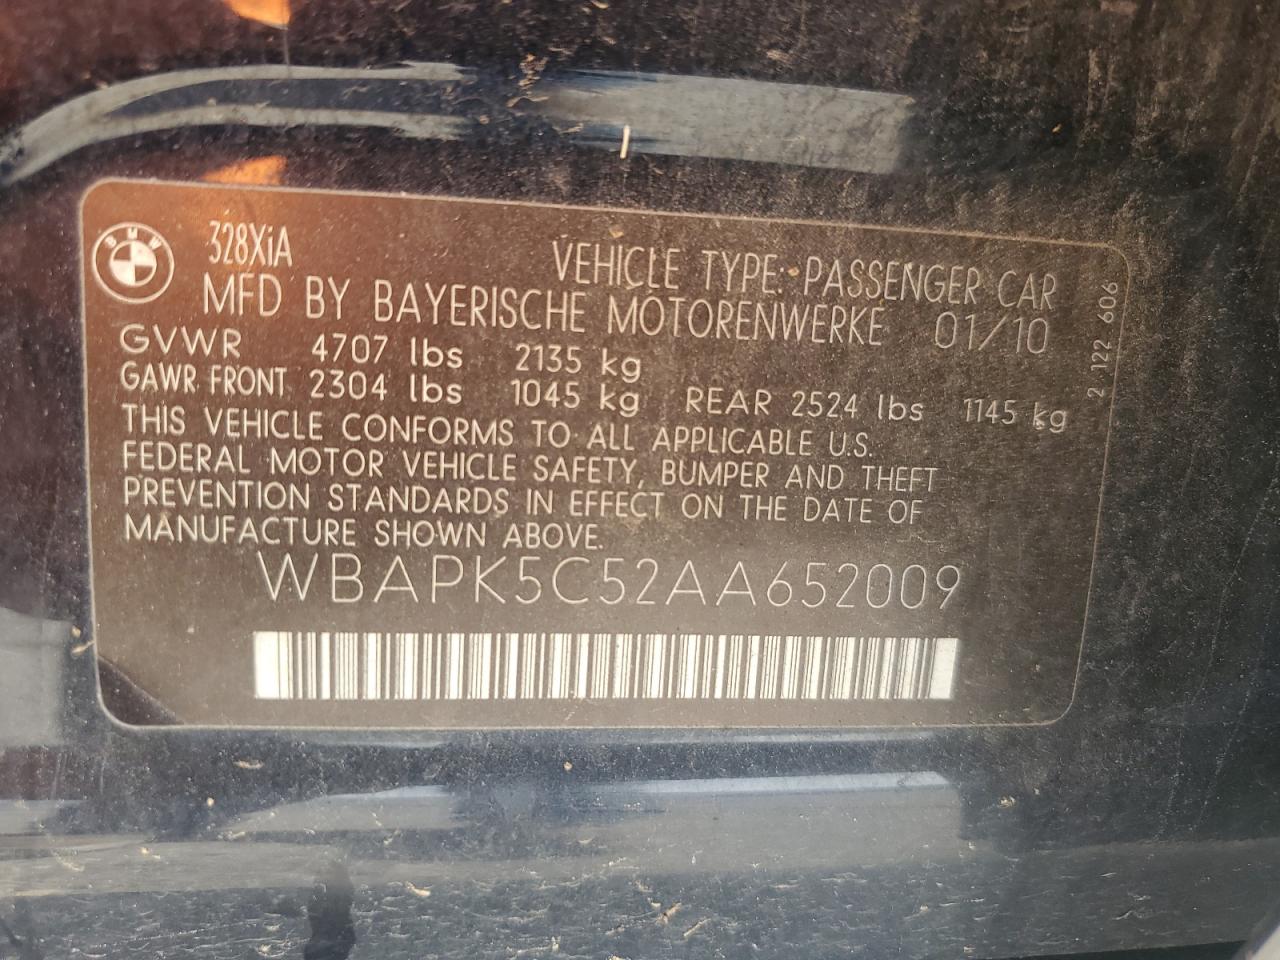 BMW
328XiA
VEHICLE TYPE: PASSENGER CAR
MFD BY BAYERISCHE MOTORENWERKE 01/10
GVWR 4707 lbs 2135 kg
GAWR FRONT 2304 lbs 1045 kg REAR 2524 lbs 1145 kg
THIS VEHICLE CONFORMS TO ALL APPLICABLE U.S.
FEDERAL MOTOR VEHICLE SAFETY, BUMPER AND THEFT
PREVENTION STANDARDS IN EFFECT ON THE DATE OF
MANUFACTURE SHOWN ABOVE.
WBAPK5C52AA652009
2 122 606